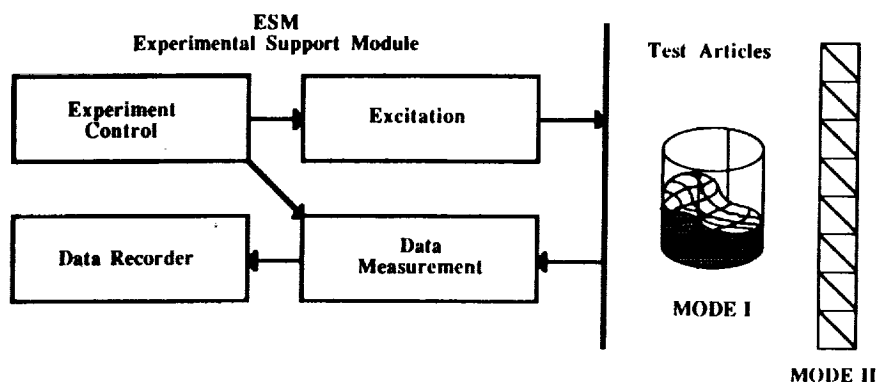 ESM
Experimental Support Module
Test Articles
Experiment
Control
Excitation
Data Recorder
Data
Measurement
MODE I
MODE II